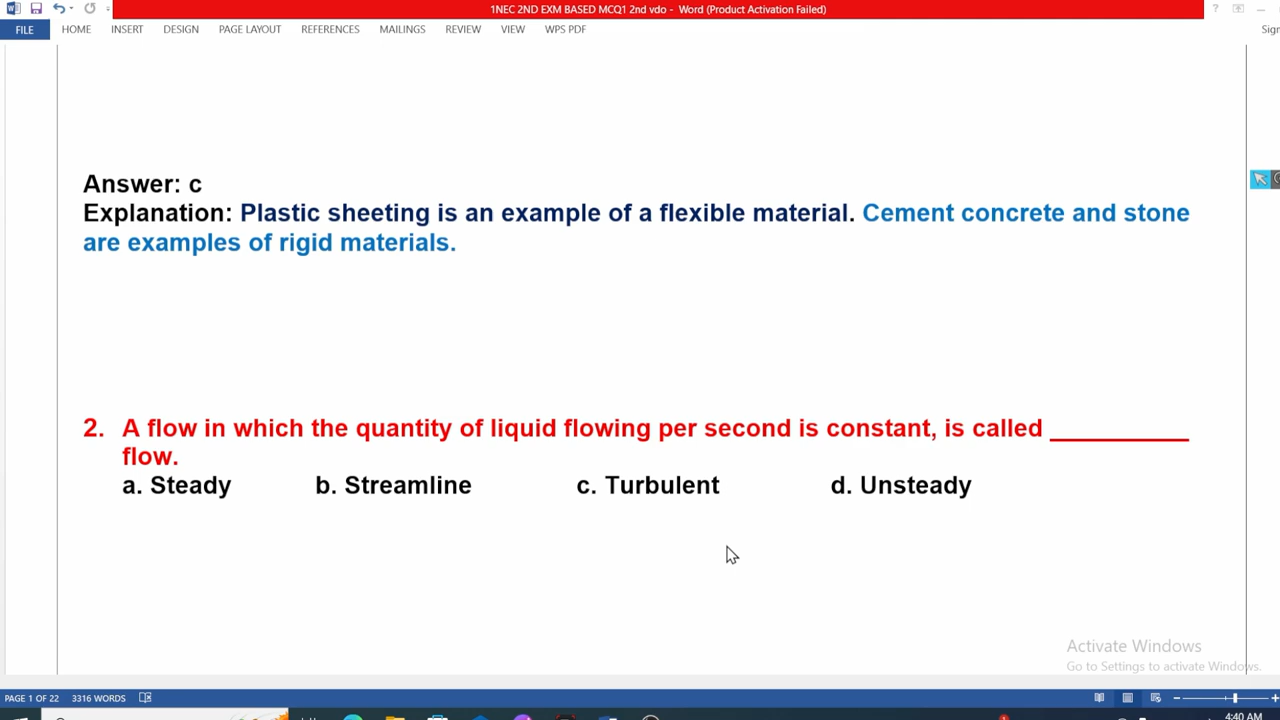 1NEC 2ND EXM BASED MCQ1 2nd vdo - Word (Product Activation Failed)
FILE HOME INSERT DESIGN PAGE LAYOUT REFERENCES MAILINGS REVIEW VIEW WPS PDF Sign
Answer: c
Explanation: Plastic sheeting is an example of a flexible material. Cement concrete and stone
are examples of rigid materials.
2. A flow in which the quantity of liquid flowing per second is constant, is called __________
flow.
a. Steady b. Streamline c. Turbulent d. Unsteady
Activate Windows
Go to Settings to activate Windows.
PAGE 1 OF 22 3316 WORDS
4:40 AM